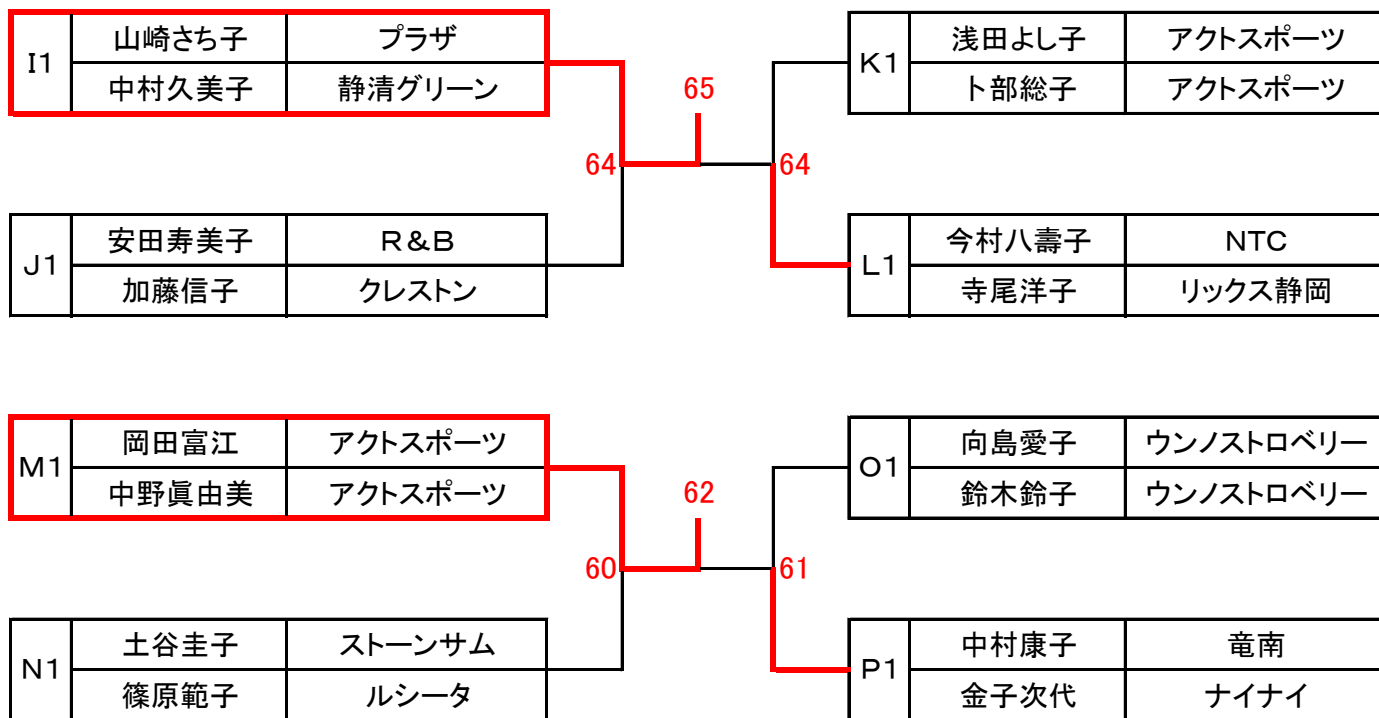 I1 山崎さち子 プラザ
中村久美子 静清グリーン
K1 浅田よし子 アクトスポーツ
卜部総子 アクトスポーツ
65
64
64
J1 安田寿美子 R&B
加藤信子 クレストン
L1 今村八壽子 NTC
寺尾洋子 リックス静岡
M1 岡田富江 アクトスポーツ
中野眞由美 アクトスポーツ
O1 向島愛子 ウンノストロベリー
鈴木鈴子 ウンノストロベリー
62
60
61
N1 土谷圭子 ストーンサム
篠原範子 ルシータ
P1 中村康子 竜南
金子次代 ナイナイ